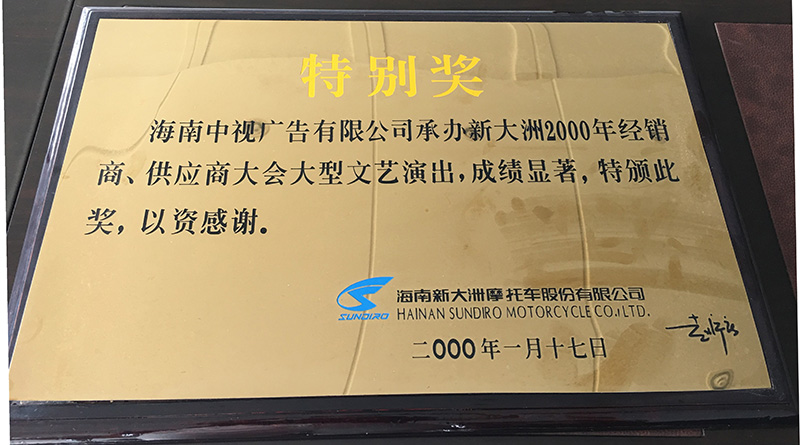 特别奖
海南中视广告有限公司承办新大洲2000年经销
商、供应商大会大型文艺演出，成绩显著，特颁此
奖，以资感谢。
SUNDIRO
海南新大洲摩托车股份有限公司
HAINAN SUNDIRO MOTORCYCLE CO.,LTD.
二000年一月十七日